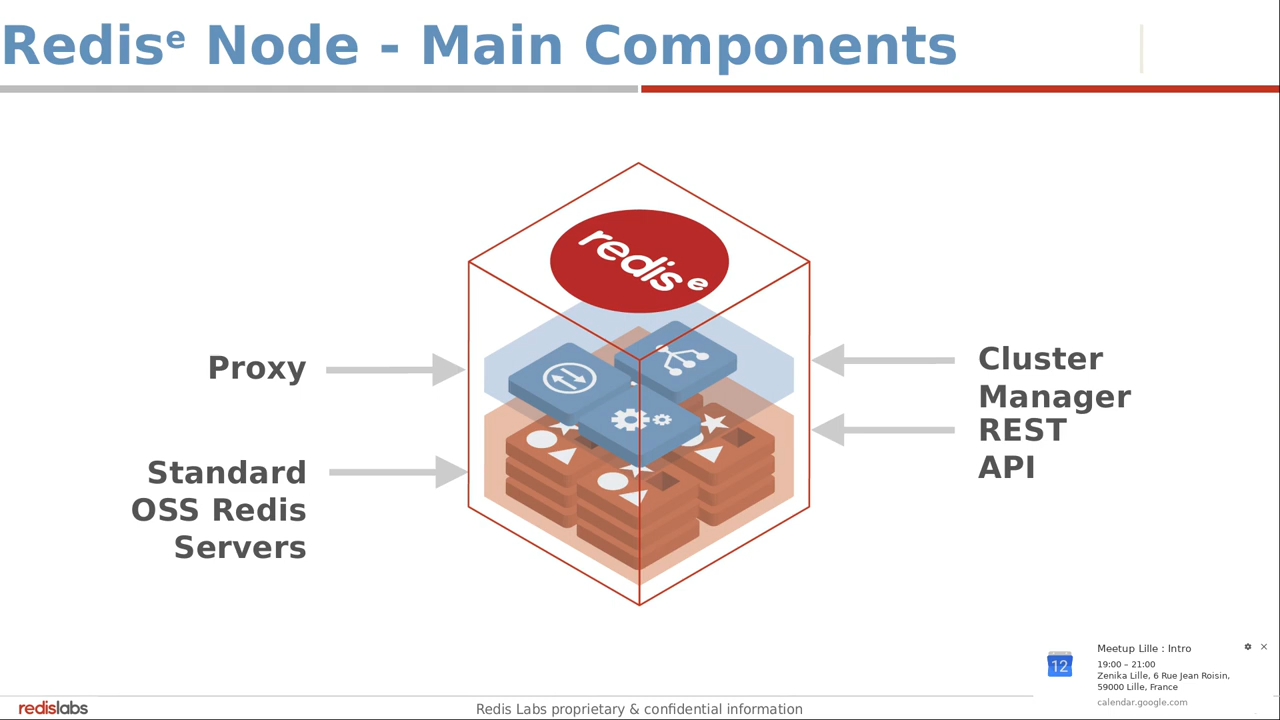 Redisᵉ Node - Main Components
redis e
Proxy
Standard
OSS Redis
Servers
Cluster
Manager
REST
API
12
Meetup Lille : Intro
19:00 – 21:00
Zenika Lille, 6 Rue Jean Roisin,
59000 Lille, France
calendar.google.com
redislabs
Redis Labs proprietary & confidential information